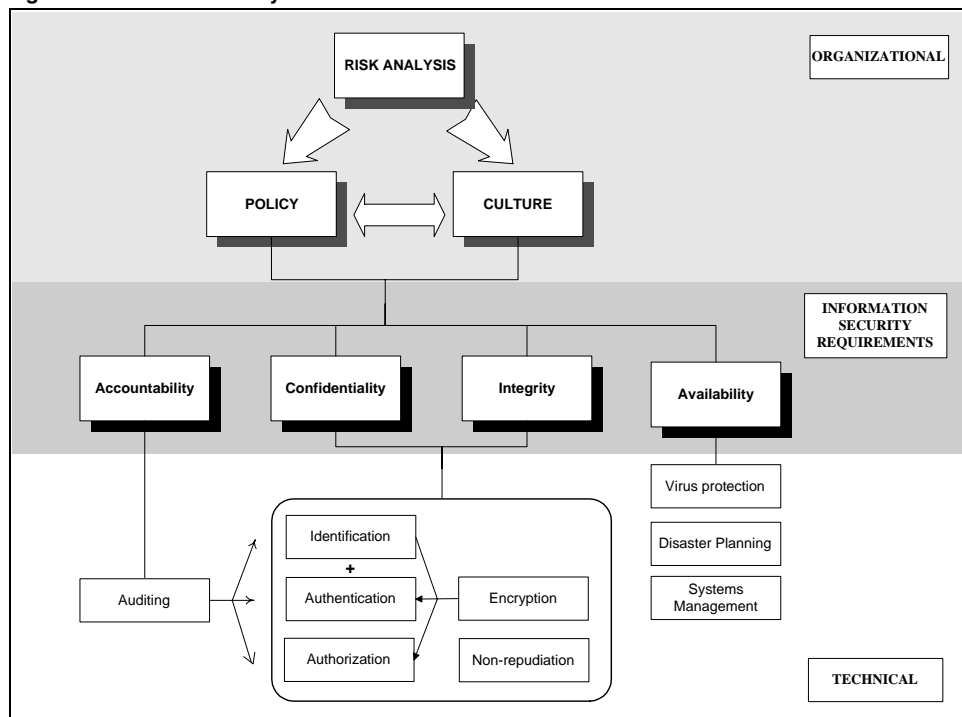 RISK ANALYSIS
ORGANIZATIONAL
POLICY
CULTURE
INFORMATION
SECURITY
REQUIREMENTS
Accountability
Confidentiality
Integrity
Availability
Virus protection
Identification
+
Disaster Planning
Auditing
Authentication
Encryption
Systems
Management
Authorization
Non-repudiation
TECHNICAL